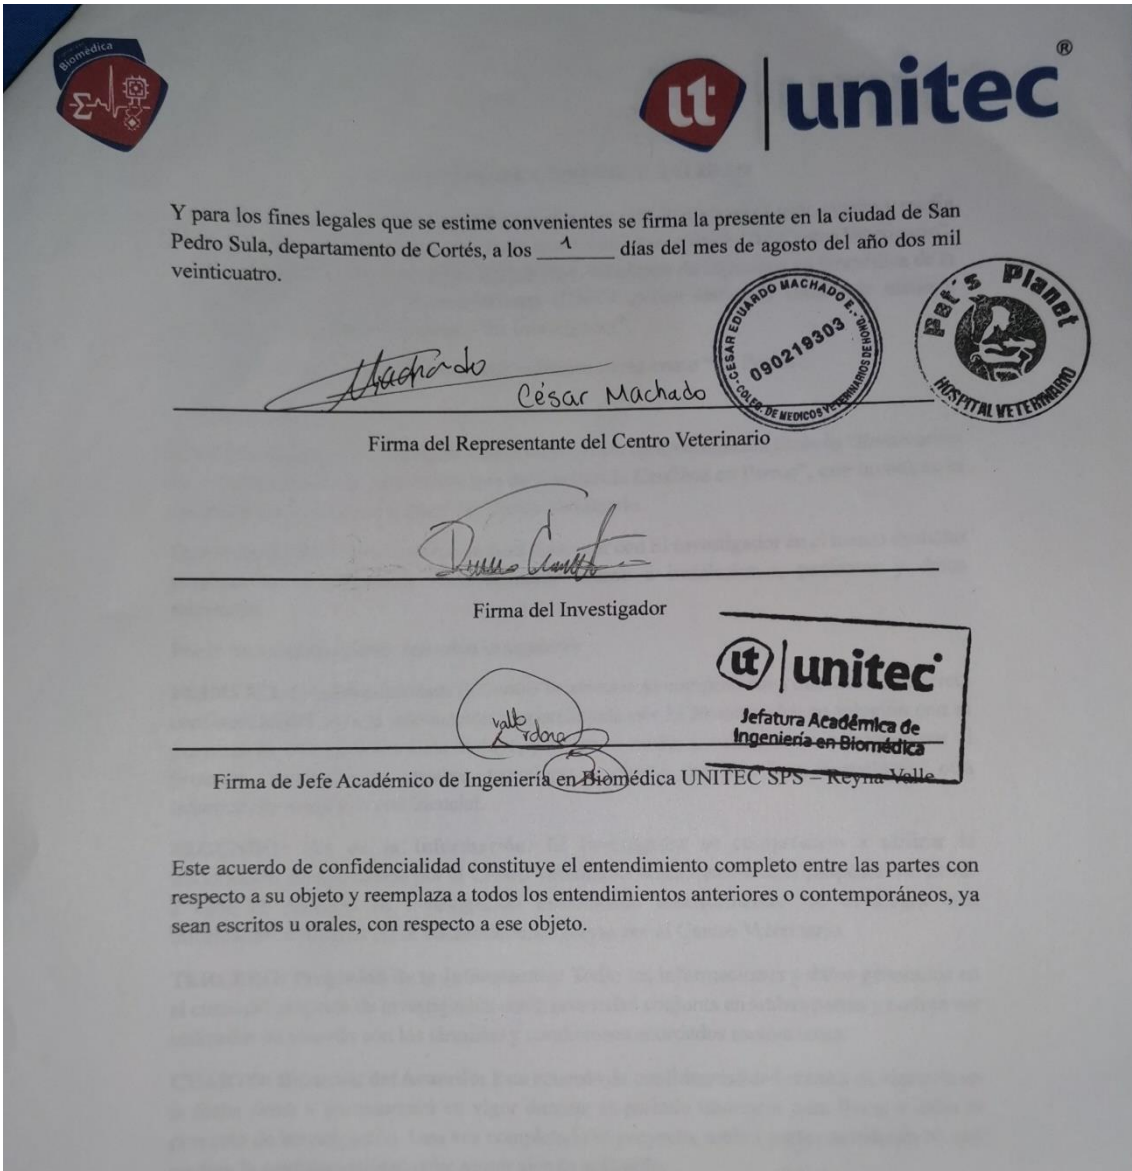 Biomédica
ut unitec®
Y para los fines legales que se estime convenientes se firma la presente en la ciudad de San
Pedro Sula, departamento de Cortés, a los 1 días del mes de agosto del año dos mil
veinticuatro.
CESAR EDUARDO MACHADO E.
090219303
COLEG. DE MEDICOS VETERINARIOS DE HOND.
Pet's Planet
HOSPITAL VETERINARIO
Machado
César Machado
Firma del Representante del Centro Veterinario
Firma del Investigador
ut unitec
Jefatura Académica de
Ingeniería en Biomédica
Valle
Firma de Jefe Académico de Ingeniería en Biomédica UNITEC SPS – Reyna Valle
Este acuerdo de confidencialidad constituye el entendimiento completo entre las partes con
respecto a su objeto y reemplaza a todos los entendimientos anteriores o contemporáneos, ya
sean escritos u orales, con respecto a ese objeto.